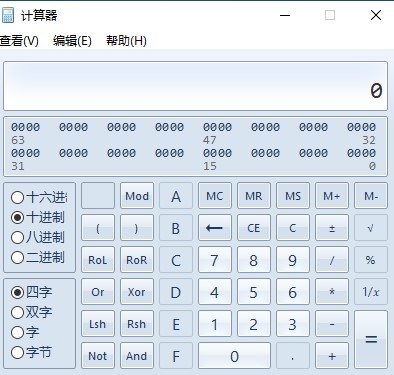 计算器
查看(V) 编辑(E) 帮助(H)
0
0000 0000 0000 0000 0000 0000 0000 0000
63 47 32
0000 0000 0000 0000 0000 0000 0000 0000
31 15 0
十六进制 Mod A MC MR MS M+ M-
十进制 ( ) B ← CE C ± √
八进制 RoL RoR C 7 8 9 / %
二进制
四字 Or Xor D 4 5 6 * 1/x
双字 Lsh Rsh E 1 2 3 - =
字
字节 Not And F 0 . +